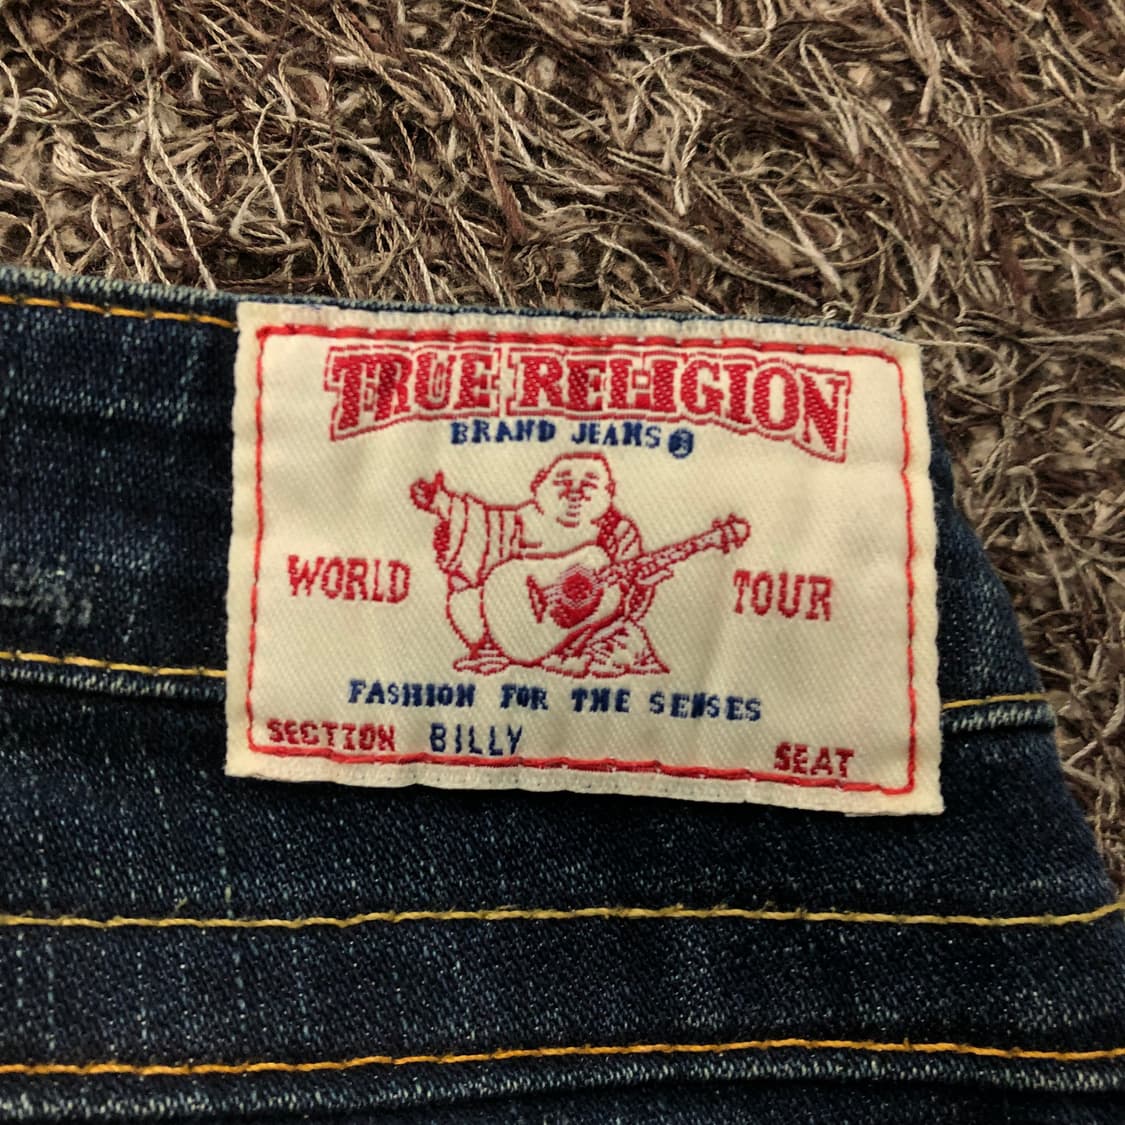 TRUE RELIGION
BRAND JEANS®
WORLD TOUR
FASHION FOR THE SENSES
SECTION BILLY SEAT